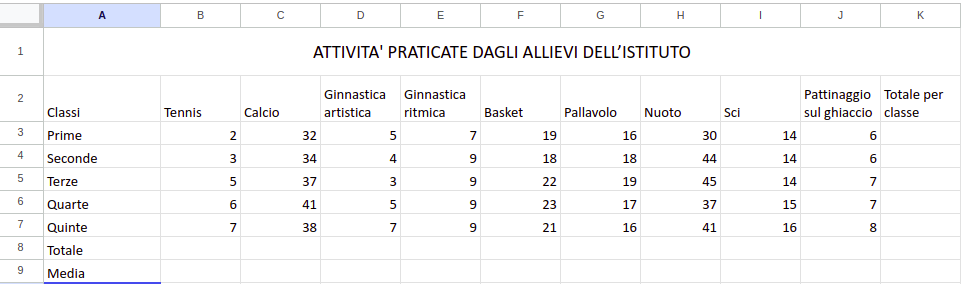 A B C D E F G H I J K
1 ATTIVITA' PRATICATE DAGLI ALLIEVI DELL’ISTITUTO
2 Classi Tennis Calcio Ginnastica artistica Ginnastica ritmica Basket Pallavolo Nuoto Sci Pattinaggio sul ghiaccio Totale per classe
3 Prime 2 32 5 7 19 16 30 14 6
4 Seconde 3 34 4 9 18 18 44 14 6
5 Terze 5 37 3 9 22 19 45 14 7
6 Quarte 6 41 5 9 23 17 37 15 7
7 Quinte 7 38 7 9 21 16 41 16 8
8 Totale
9 Media